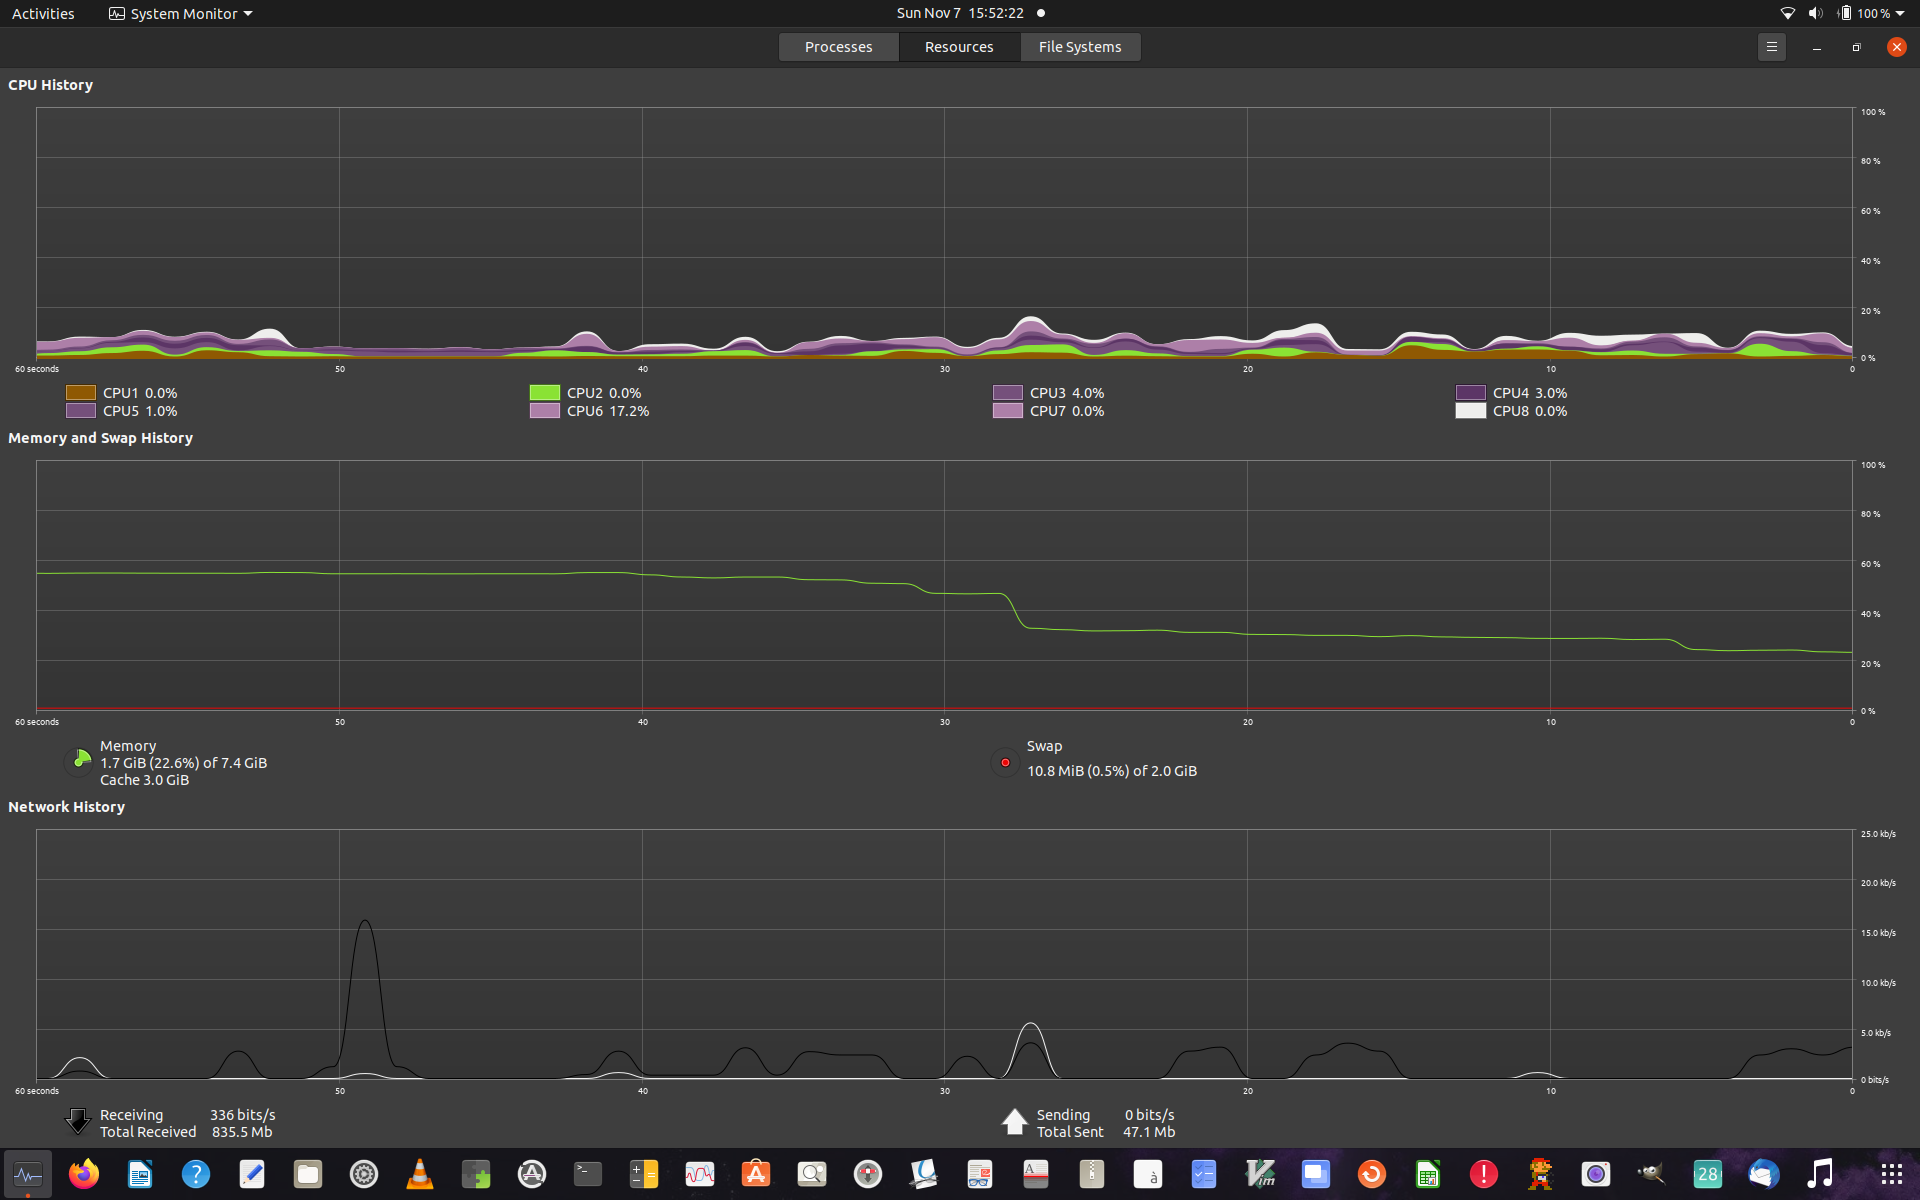 Activities System Monitor Sun Nov 7 15:52:22 100 %
Processes Resources File Systems
CPU History
100 %
80 %
60 %
40 %
20 %
0 %
60 seconds 50 40 30 20 10 0
CPU1 0.0% CPU2 0.0% CPU3 4.0% CPU4 3.0%
CPU5 1.0% CPU6 17.2% CPU7 0.0% CPU8 0.0%
Memory and Swap History
100 %
80 %
60 %
40 %
20 %
0 %
60 seconds 50 40 30 20 10 0
Memory
1.7 GiB (22.6%) of 7.4 GiB
Cache 3.0 GiB
Swap
10.8 MiB (0.5%) of 2.0 GiB
Network History
25.0 kb/s
20.0 kb/s
15.0 kb/s
10.0 kb/s
5.0 kb/s
0 bits/s
60 seconds 50 40 30 20 10 0
Receiving 336 bits/s
Total Received 835.5 Mb
Sending 0 bits/s
Total Sent 47.1 Mb
? >_ A à Vim ! 28